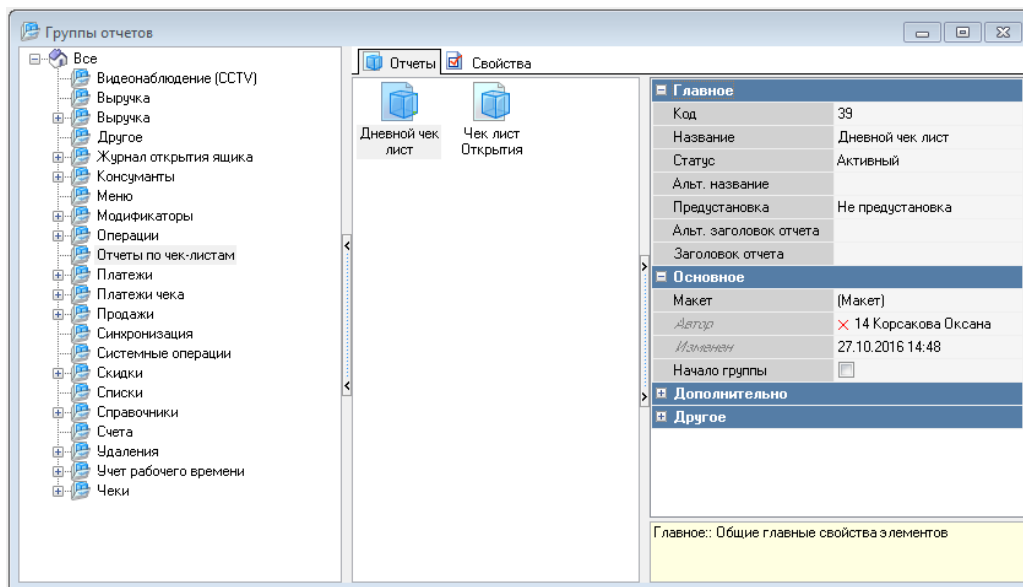 Группы отчетов
Все
Видеонаблюдение (CCTV)
Выручка
Выручка
Другое
Журнал открытия ящика
Консуманты
Меню
Модификаторы
Операции
Отчеты по чек-листам
Платежи
Платежи чека
Продажи
Синхронизация
Системные операции
Скидки
Списки
Справочники
Счета
Удаления
Учет рабочего времени
Чеки
Отчеты Свойства
Дневной чек лист
Чек лист Открытия
Главное
Код 39
Название Дневной чек лист
Статус Активный
Альт. название
Предустановка Не предустановка
Альт. заголовок отчета
Заголовок отчета
Основное
Макет (Макет)
Автор 14 Корсакова Оксана
Изменен 27.10.2016 14:48
Начало группы
Дополнительно
Другое
Главное:: Общие главные свойства элементов